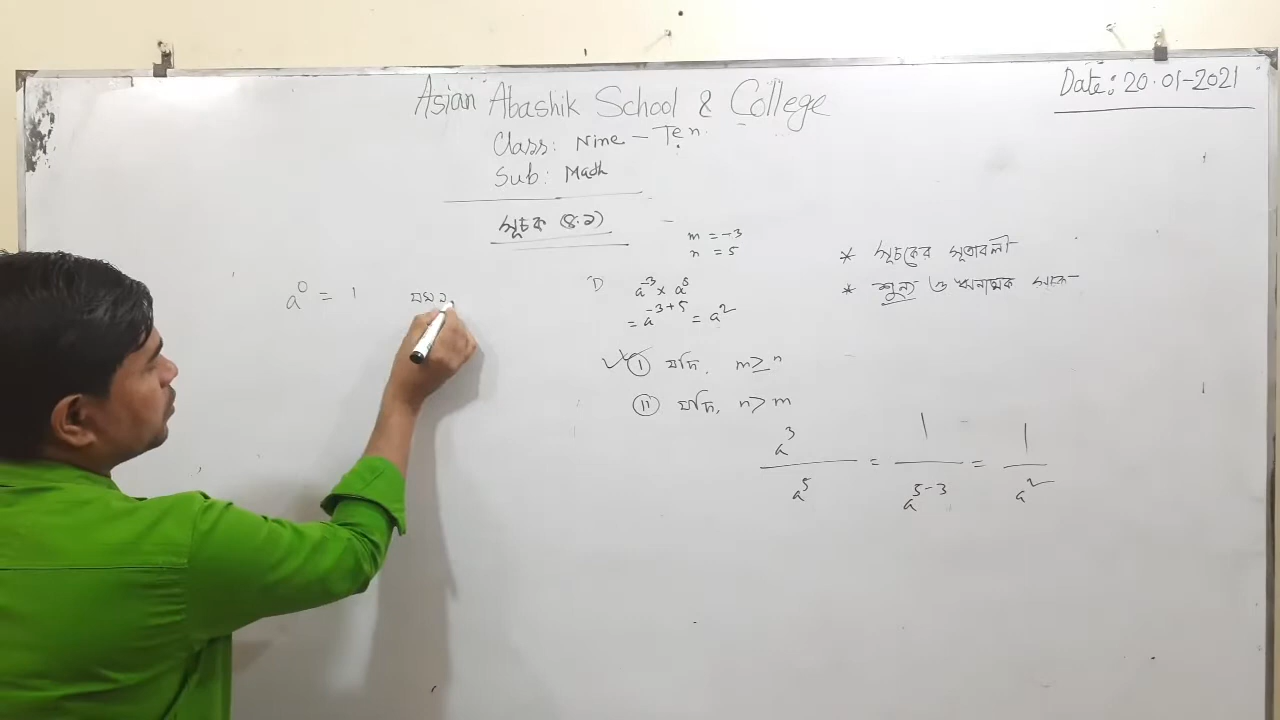 Asian Abashik School & College
Date: 20-01-2021
Class: Nine - Ten
Sub: Math
সূচক (৪.১)
m = -3
n = 5
* সূচকের সূত্রাবলী
* শূন্য ও ঋনাত্মক
a⁰ = 1
a⁻³ × a⁵
= a⁻³⁺⁵ = a²
(i) যদি, m ≥ n
(ii) যদি, n > m
a³/a⁵ = 1/a⁵⁻³ = 1/a²